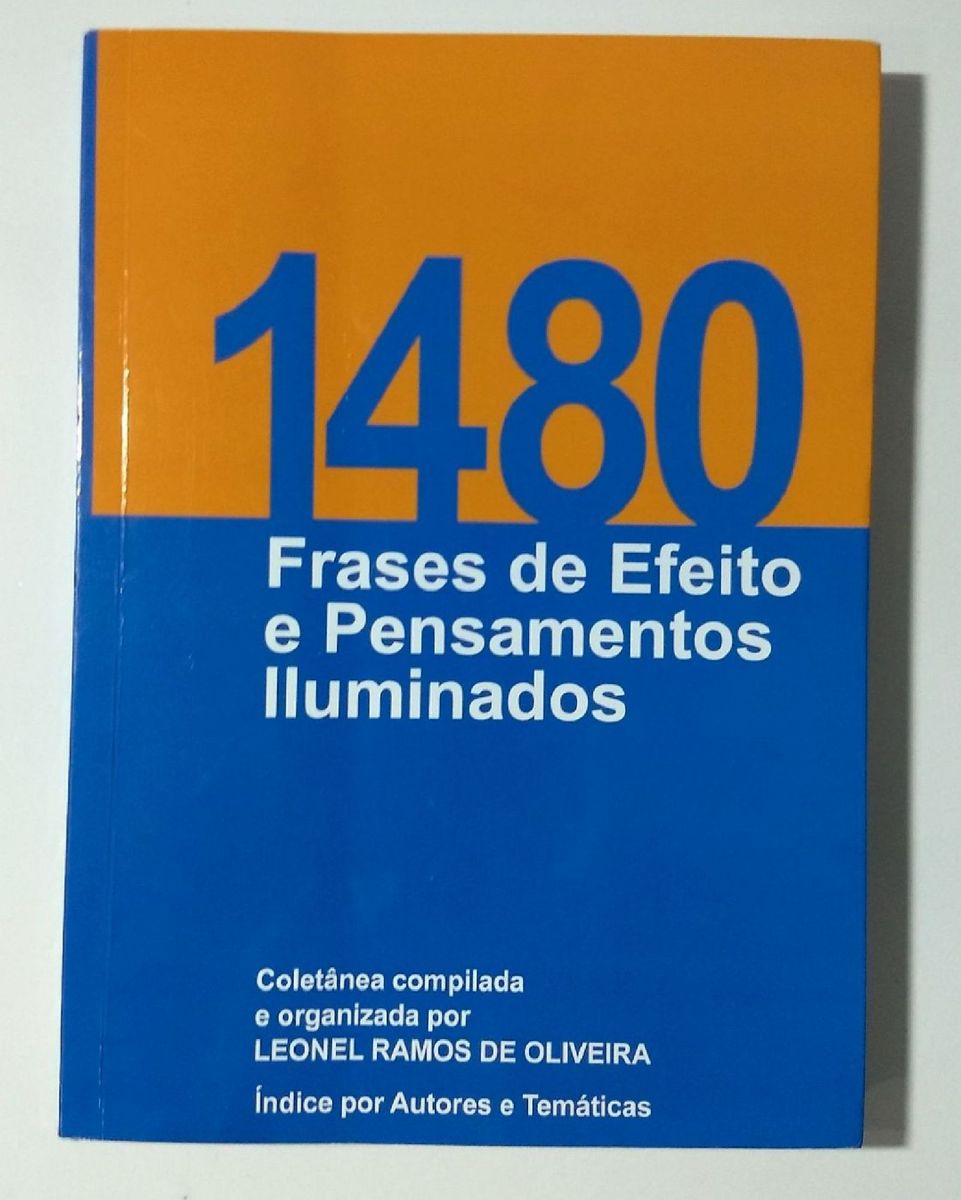 1480
Frases de Efeito
e Pensamentos
Iluminados
Coletânea compilada
e organizada por
LEONEL RAMOS DE OLIVEIRA
Índice por Autores e Temáticas